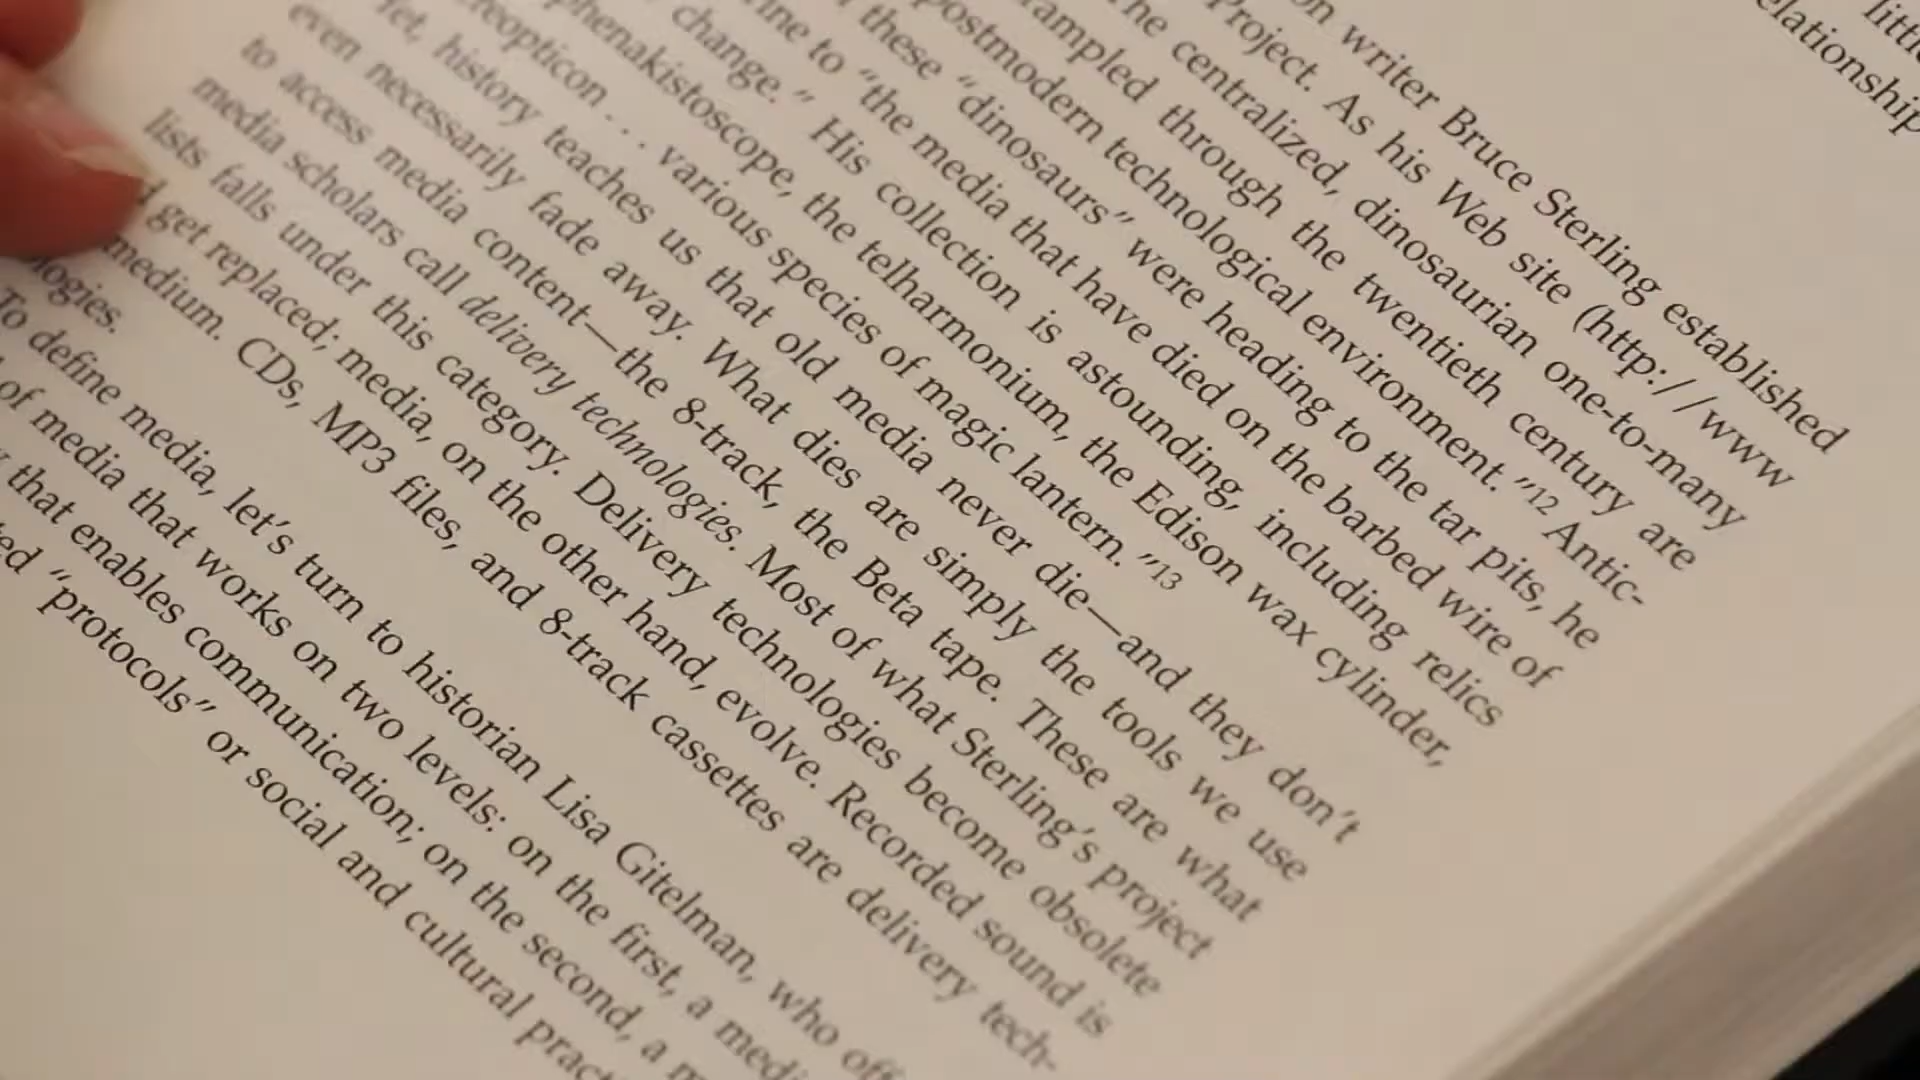 writer Bruce Sterling established
Project. As his Web site (http://www
The centralized, dinosaurian one-to-many
through the twentieth century are
postmodern technological environment."12 Antic-
these "dinosaurs" were heading to the tar pits, he
to "the media that have died on the barbed wire of
change." His collection is astounding, including relics
phenakistoscope, the telharmonium, the Edison wax cylinder,
. . . various species of magic lantern."13
Yet, history teaches us that old media never die—and they don't
even necessarily fade away. What dies are simply the tools we use
to access media content—the 8-track, the Beta tape. These are what
media scholars call delivery technologies. Most of what Sterling's project
lists falls under this category. Delivery technologies become obsolete
get replaced; media, on the other hand, evolve. Recorded sound is
medium. CDs, MP3 files, and 8-track cassettes are delivery tech-
ologies.
To define media, let's turn to historian Lisa Gitelman, who
of media that works on two levels: on the first, a
that enables communication; on the second, a
"protocols" or social and cultural